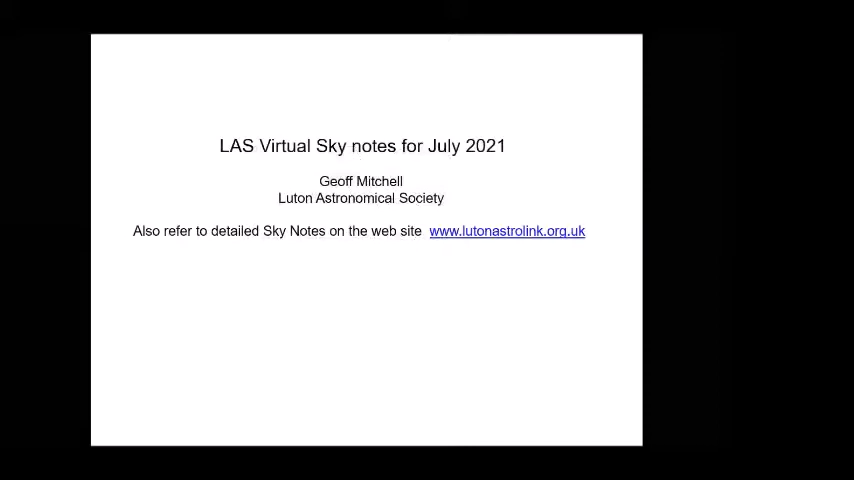 LAS Virtual Sky notes for July 2021
Geoff Mitchell
Luton Astronomical Society
Also refer to detailed Sky Notes on the web site www.lutonastrolink.org.uk